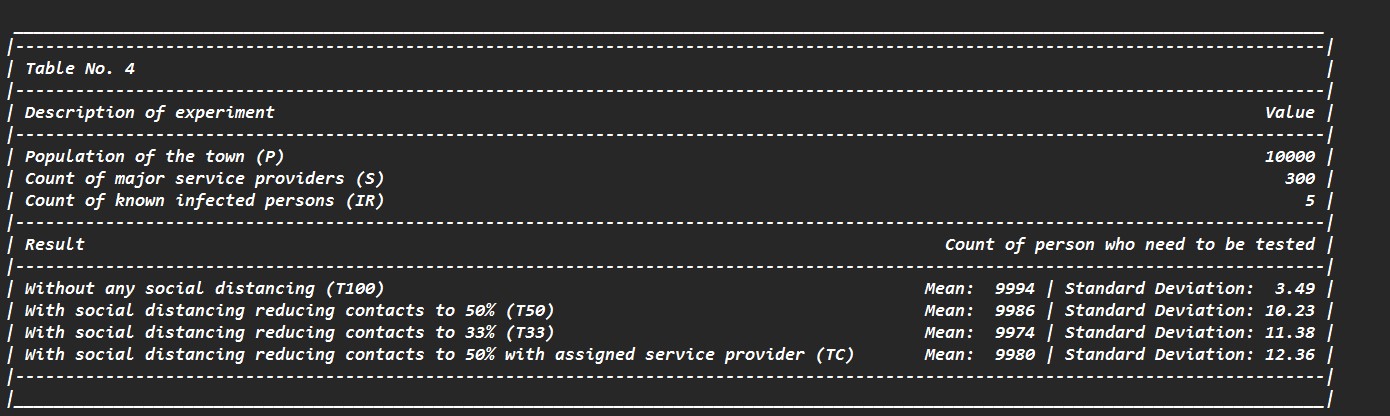 Table No. 4
Description of experiment Value
Population of the town (P) 10000
Count of major service providers (S) 300
Count of known infected persons (IR) 5
Result Count of person who need to be tested
Without any social distancing (T100) Mean: 9994 | Standard Deviation: 3.49
With social distancing reducing contacts to 50% (T50) Mean: 9986 | Standard Deviation: 10.23
With social distancing reducing contacts to 33% (T33) Mean: 9974 | Standard Deviation: 11.38
With social distancing reducing contacts to 50% with assigned service provider (TC) Mean: 9980 | Standard Deviation: 12.36